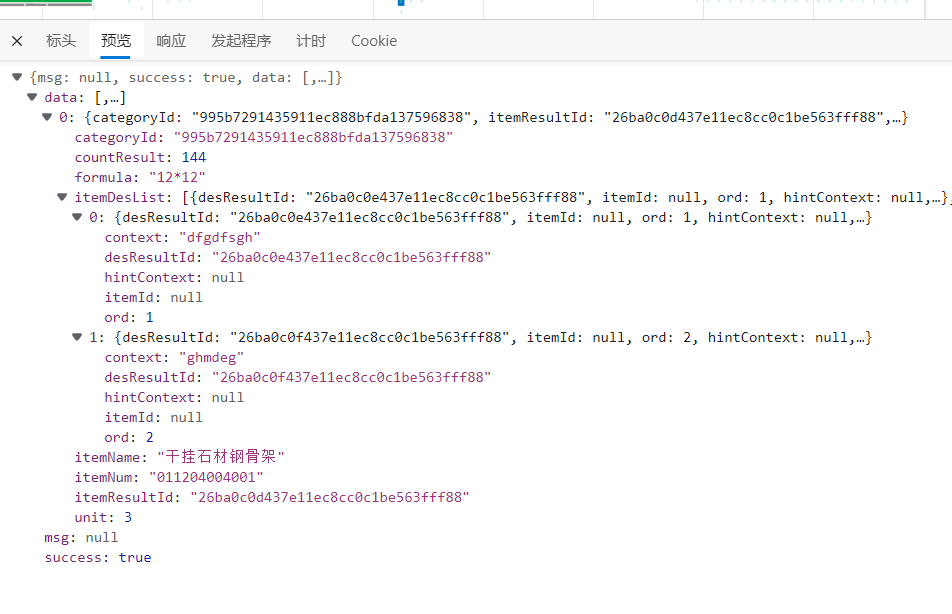 标头 预览 响应 发起程序 计时 Cookie
{msg: null, success: true, data: [,…]}
data: [,…]
0: {categoryId: "995b7291435911ec888bfda137596838", itemResultId: "26ba0c0d437e11ec8cc0c1be563fff88",…}
categoryId: "995b7291435911ec888bfda137596838"
countResult: 144
formula: "12*12"
itemDesList: [{desResultId: "26ba0c0e437e11ec8cc0c1be563fff88", itemId: null, ord: 1, hintContext: null,…},
0: {desResultId: "26ba0c0e437e11ec8cc0c1be563fff88", itemId: null, ord: 1, hintContext: null,…}
context: "dfgdfsgh"
desResultId: "26ba0c0e437e11ec8cc0c1be563fff88"
hintContext: null
itemId: null
ord: 1
1: {desResultId: "26ba0c0f437e11ec8cc0c1be563fff88", itemId: null, ord: 2, hintContext: null,…}
context: "ghmdeg"
desResultId: "26ba0c0f437e11ec8cc0c1be563fff88"
hintContext: null
itemId: null
ord: 2
itemName: "干挂石材钢骨架"
itemNum: "011204004001"
itemResultId: "26ba0c0d437e11ec8cc0c1be563fff88"
unit: 3
msg: null
success: true